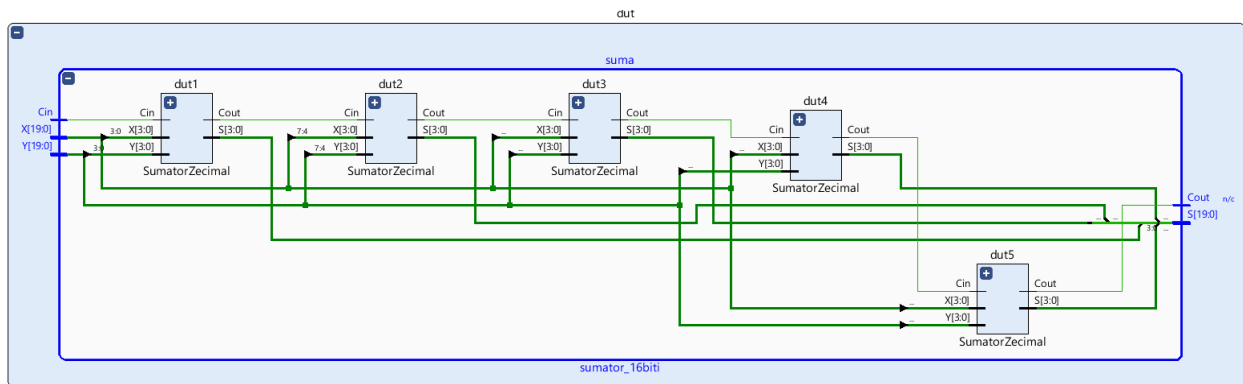 dut
suma
dut1
dut2
dut3
dut4
Cin
X[19:0]
Y[19:0]
Cin
X[3:0]
Y[3:0]
Cout
S[3:0]
3:0
3:0
SumatorZecimal
Cin
X[3:0]
Y[3:0]
Cout
S[3:0]
7:4
7:4
SumatorZecimal
Cin
X[3:0]
Y[3:0]
Cout
S[3:0]
SumatorZecimal
Cin
X[3:0]
Y[3:0]
Cout
S[3:0]
SumatorZecimal
Cout n/c
S[19:0]
3:0
dut5
Cin
X[3:0]
Y[3:0]
Cout
S[3:0]
SumatorZecimal
sumator_16biti